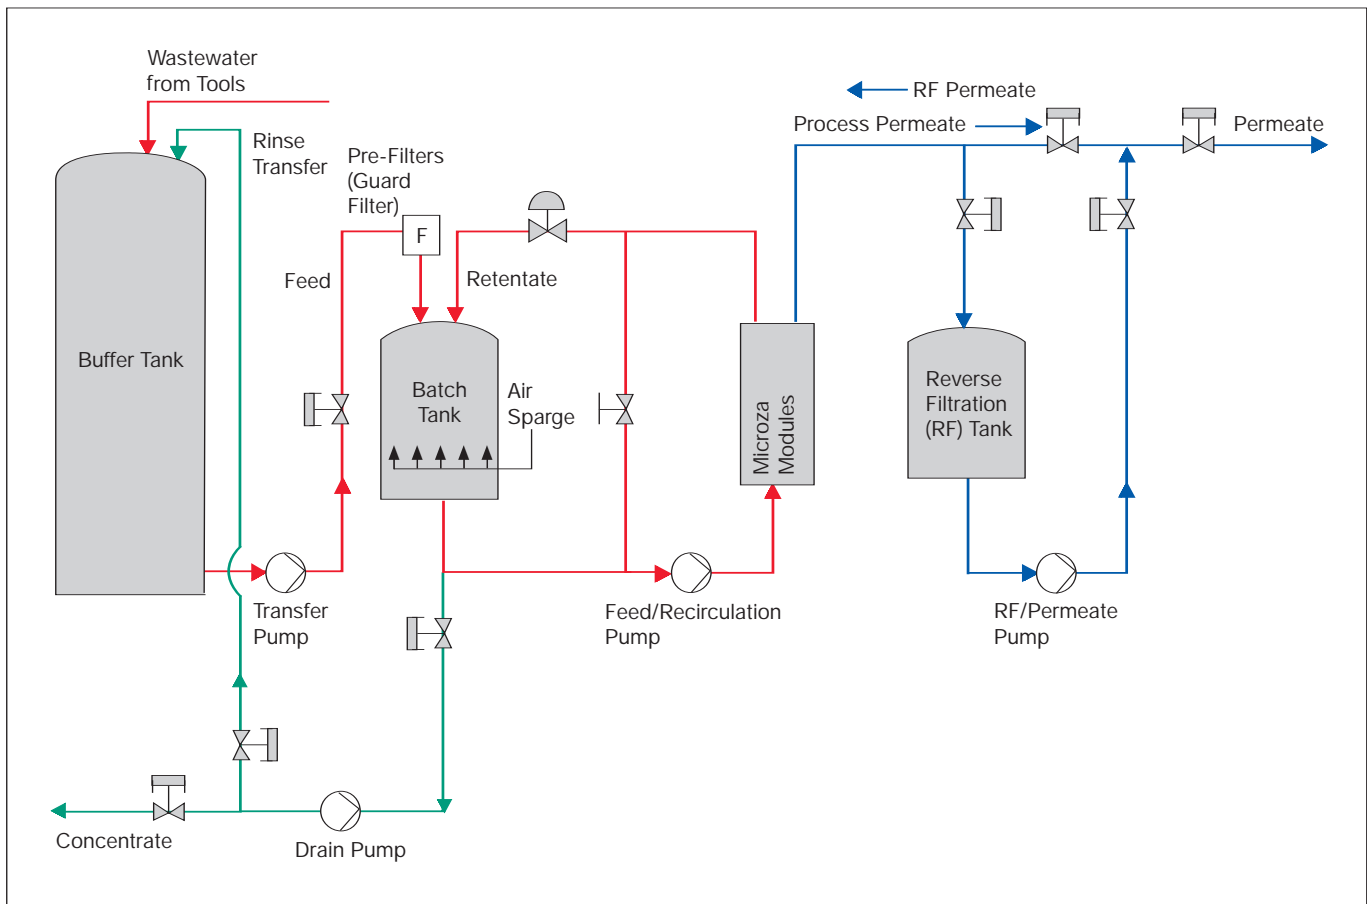 Wastewater
from Tools
Rinse
Transfer
Pre-Filters
(Guard
Filter)
F
Feed
Retentate
RF Permeate
Process Permeate
Permeate
Buffer Tank
Batch
Tank
Air
Sparge
Microza
Modules
Reverse
Filtration
(RF) Tank
Transfer
Pump
Feed/Recirculation
Pump
RF/Permeate
Pump
Concentrate
Drain Pump